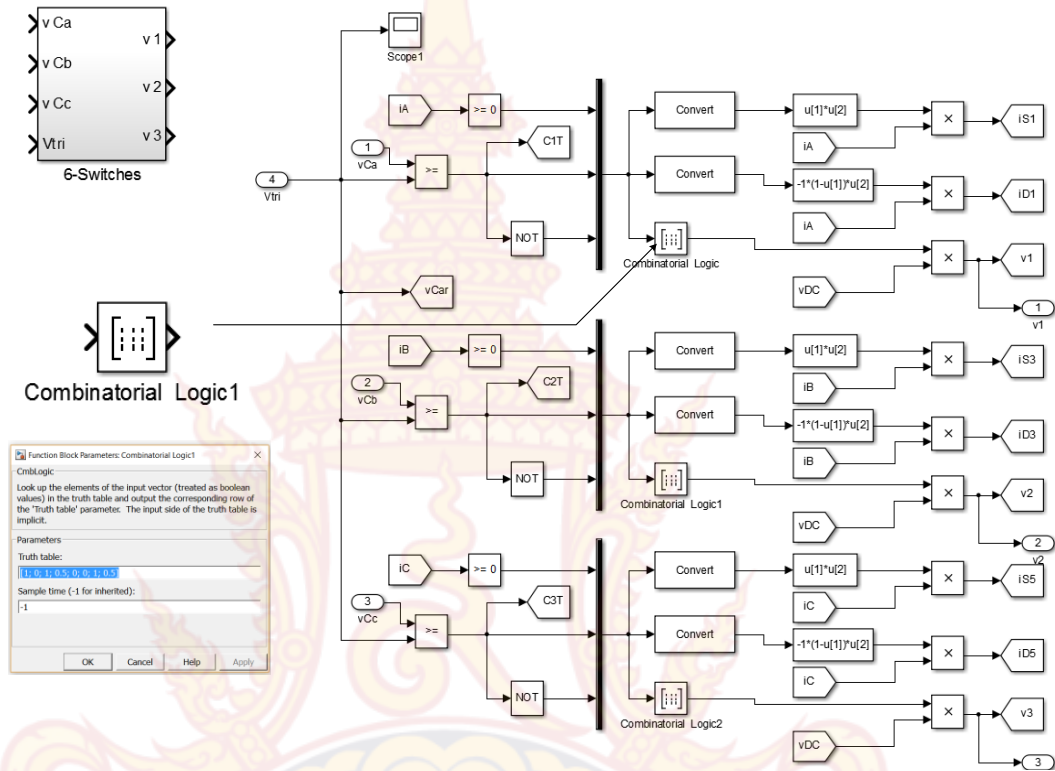 v Ca
v Cb
v Cc
Vtri
v 1
v 2
v 3
6-Switches
Combinatorial Logic1
Function Block Parameters: Combinatorial Logic1
CmbLogic
Look up the elements of the input vector (treated as boolean
values) in the truth table and output the corresponding row of
the 'Truth table' parameter. The input side of the truth table is
implicit.
Parameters
Truth table:
[1; 0; 1; 0.5; 0; 0; 1; 0.5]
Sample time (-1 for inherited):
-1
OK
Cancel
Help
Apply
Scope1
4
Vtri
iA
>= 0
C1T
1
vCa
>=
NOT
vCar
Convert
u[1]*u[2]
iA
×
iS1
Convert
-1*(1-u[1])*u[2]
iA
×
iD1
Combinatorial Logic
vDC
×
v1
1
v1
iB
>= 0
C2T
2
vCb
>=
NOT
Convert
u[1]*u[2]
iB
×
iS3
Convert
-1*(1-u[1])*u[2]
iB
×
iD3
Combinatorial Logic1
vDC
×
v2
2
v2
iC
>= 0
C3T
3
vCc
>=
NOT
Convert
u[1]*u[2]
iC
×
iS5
Convert
-1*(1-u[1])*u[2]
iC
×
iD5
Combinatorial Logic2
vDC
×
v3
3